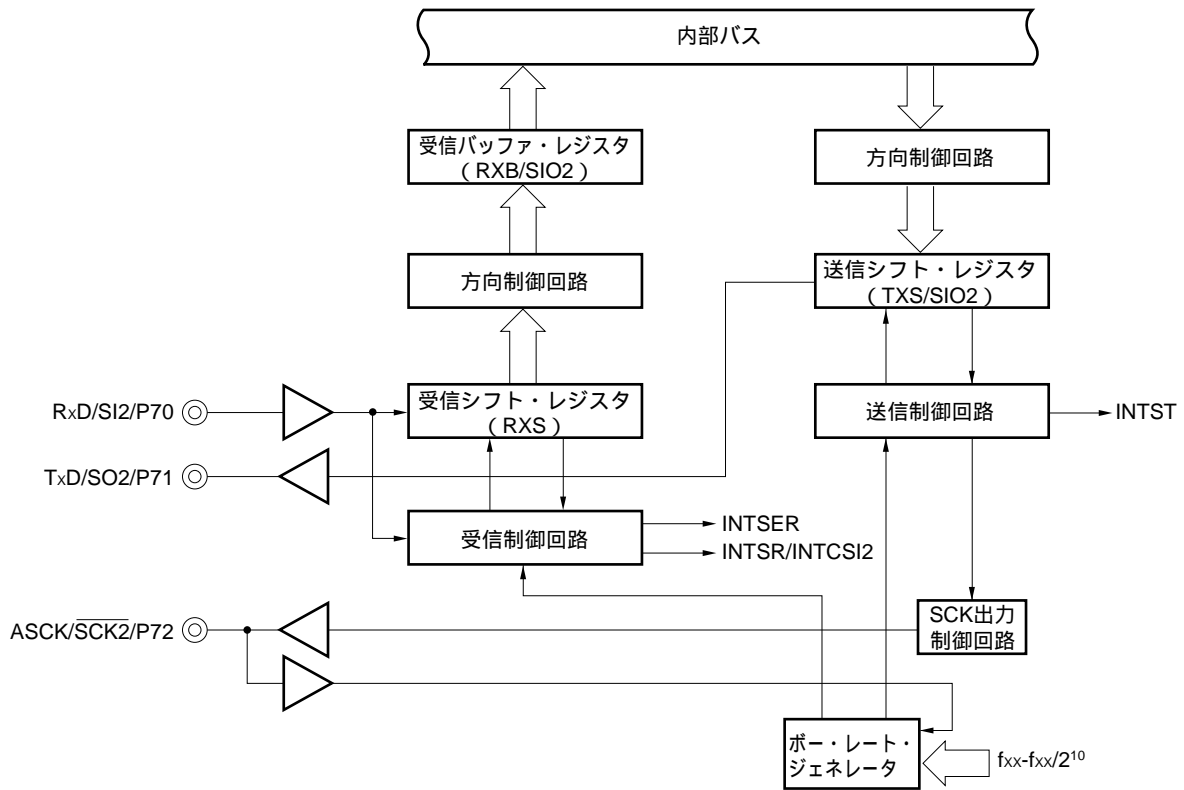 内部バス
受信バッファ・レジスタ
（RXB/SIO2）
方向制御回路
方向制御回路
送信シフト・レジスタ
（TXS/SIO2）
RxD/SI2/P70
受信シフト・レジスタ
（RXS）
送信制御回路
INTST
TxD/SO2/P71
受信制御回路
INTSER
INTSR/INTCSI2
ASCK/S̅C̅K̅2̅/P72
SCK出力
制御回路
ボー・レート・
ジェネレータ
fxx-fxx/2¹⁰